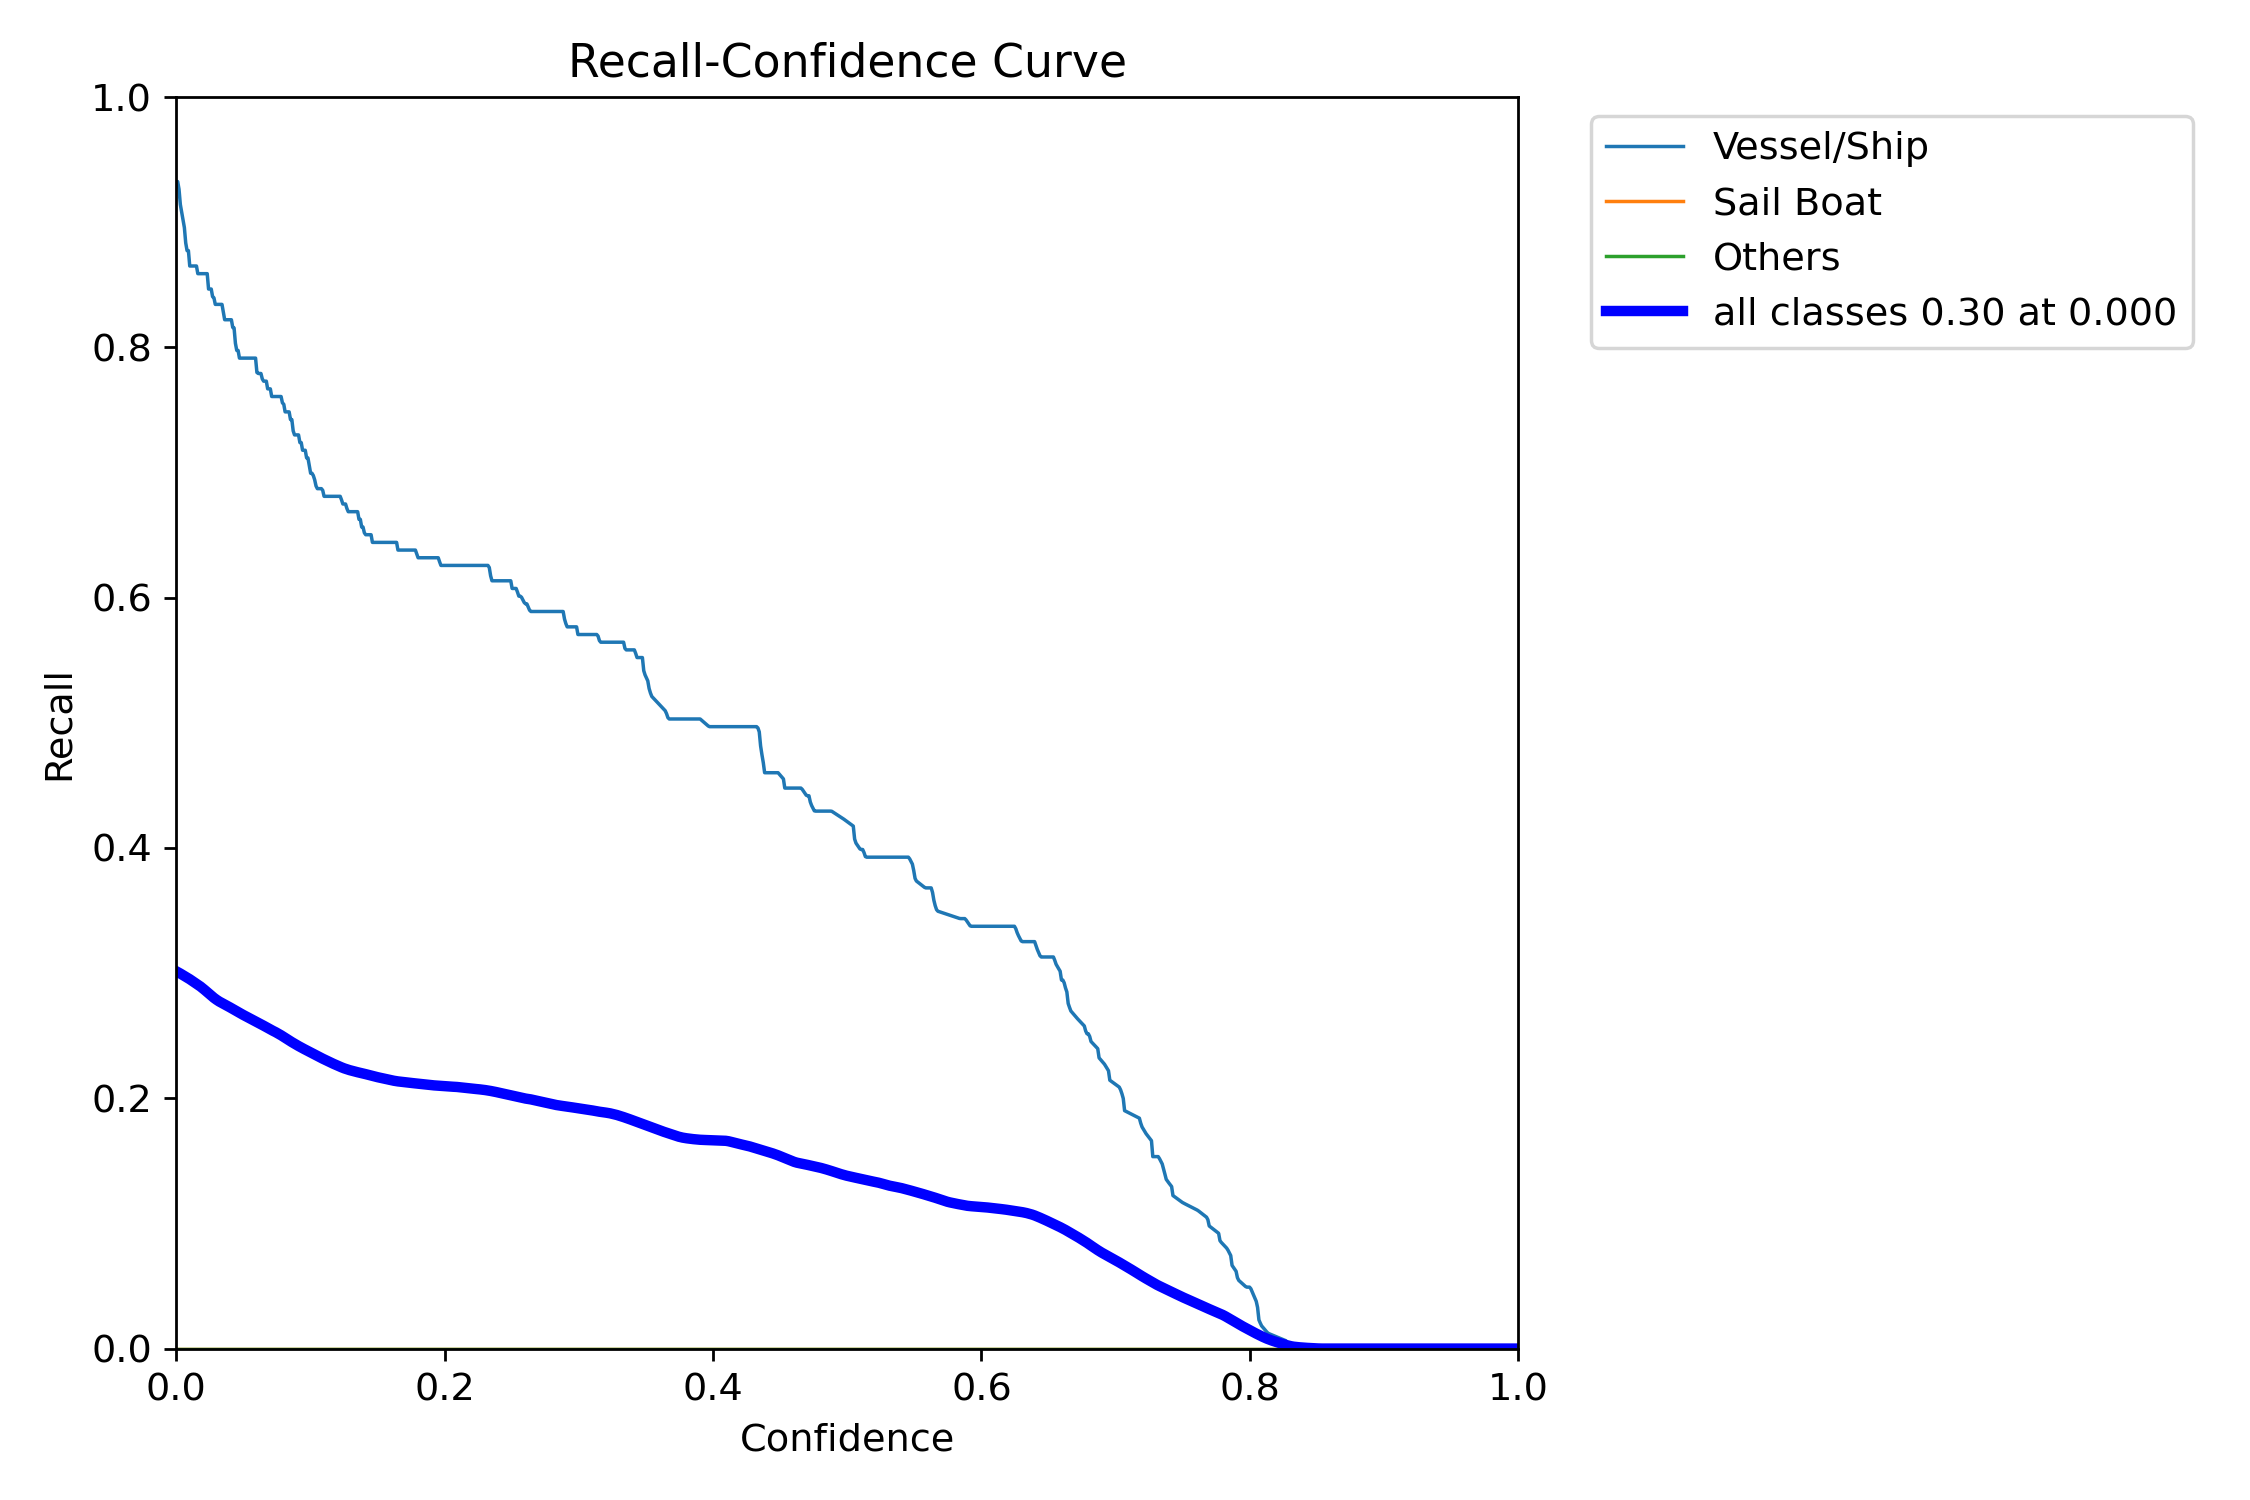 Recall-Confidence Curve
1.0
0.8
0.6
0.4
0.2
0.0
Recall
0.0 0.2 0.4 0.6 0.8 1.0
Confidence
Vessel/Ship
Sail Boat
Others
all classes 0.30 at 0.000